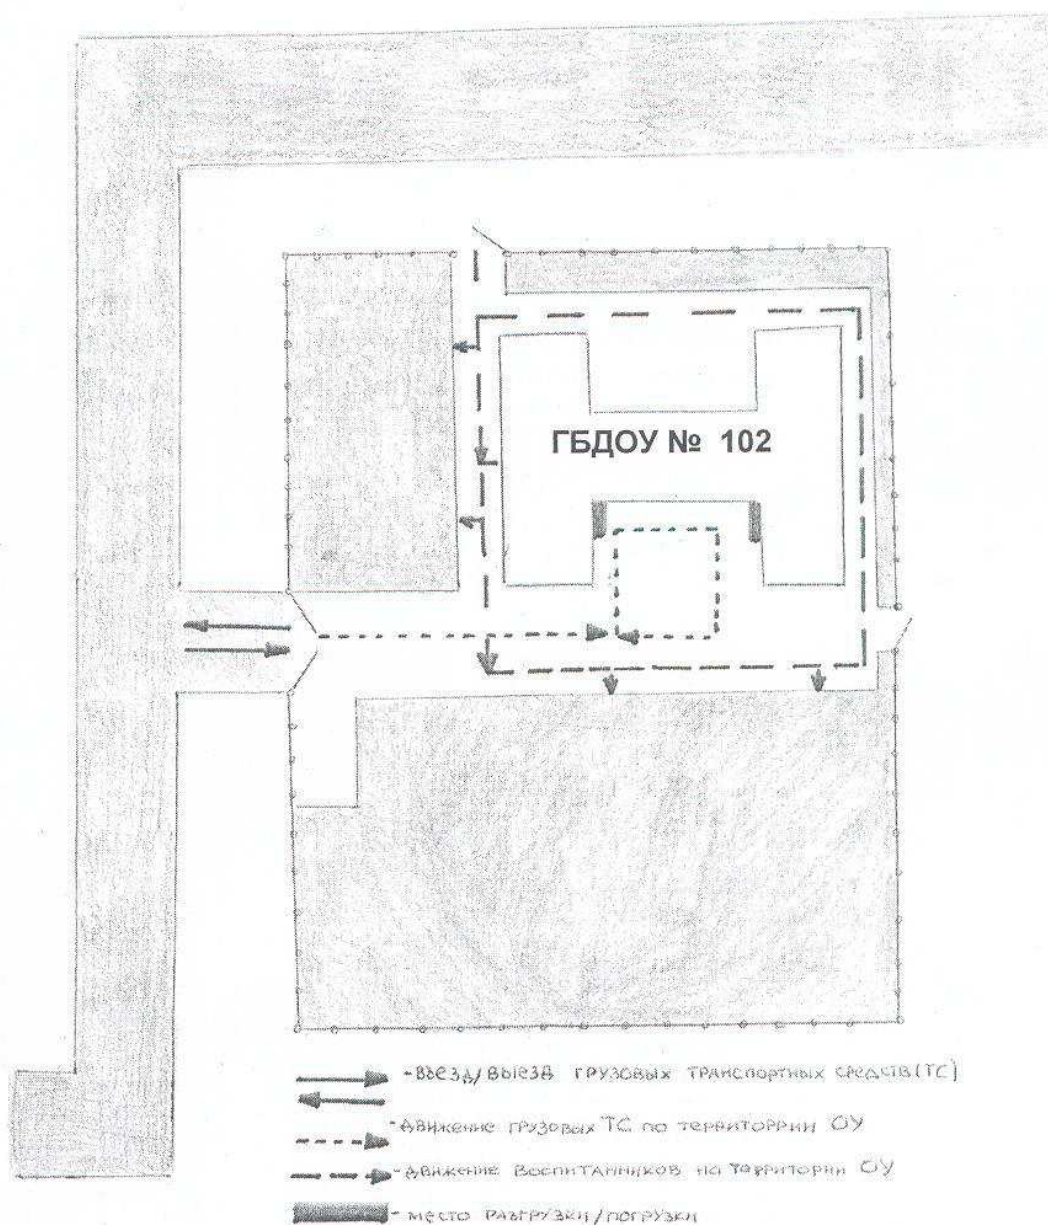 ГБДОУ № 102
-ВЪЕЗД/ВЫЕЗД ГРУЗОВЫХ ТРАНСПОРТНЫХ СРЕДСТВ(ТС)
-ДВИЖЕНИЕ ГРУЗОВЫХ ТС ПО ТЕРРИТОРРИИ ОУ
-ДВИЖЕНИЕ ВОСПИТАННИКОВ НА ТЕРРИТОРИИ ОУ
- МЕСТО РАЗГРУЗКИ/ПОГРУЗКИ